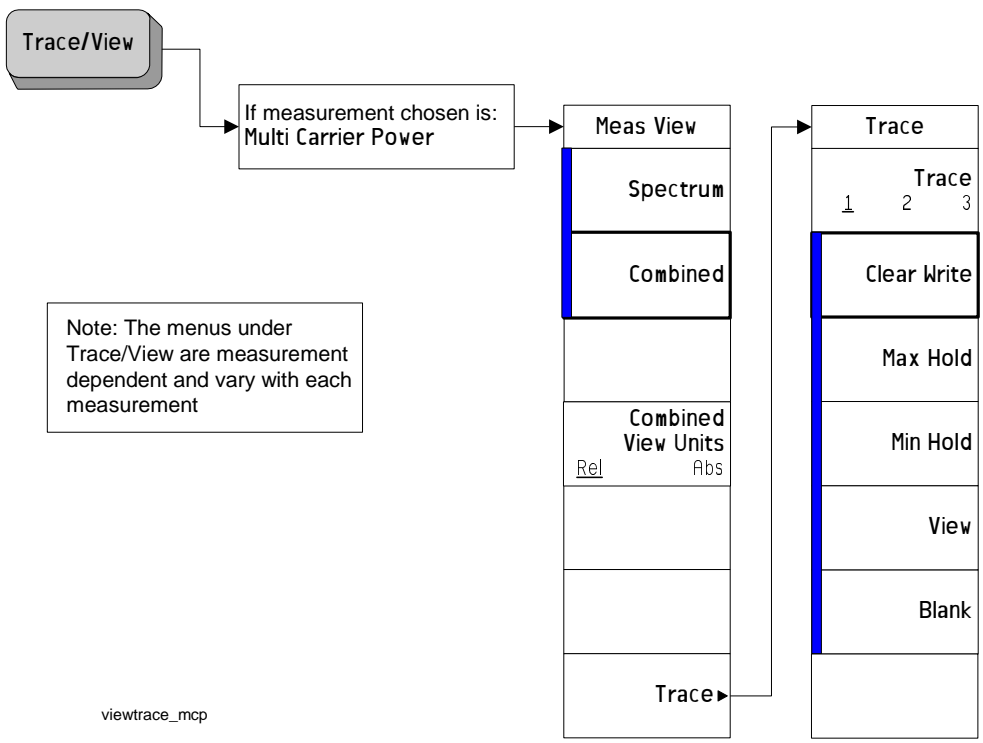 Trace/View
If measurement chosen is:
Multi Carrier Power
Note: The menus under
Trace/View are measurement
dependent and vary with each
measurement
Meas View
Spectrum
Combined
Combined
View Units
Rel Abs
Trace
Trace
Trace
1 2 3
Clear Write
Max Hold
Min Hold
View
Blank
viewtrace_mcp